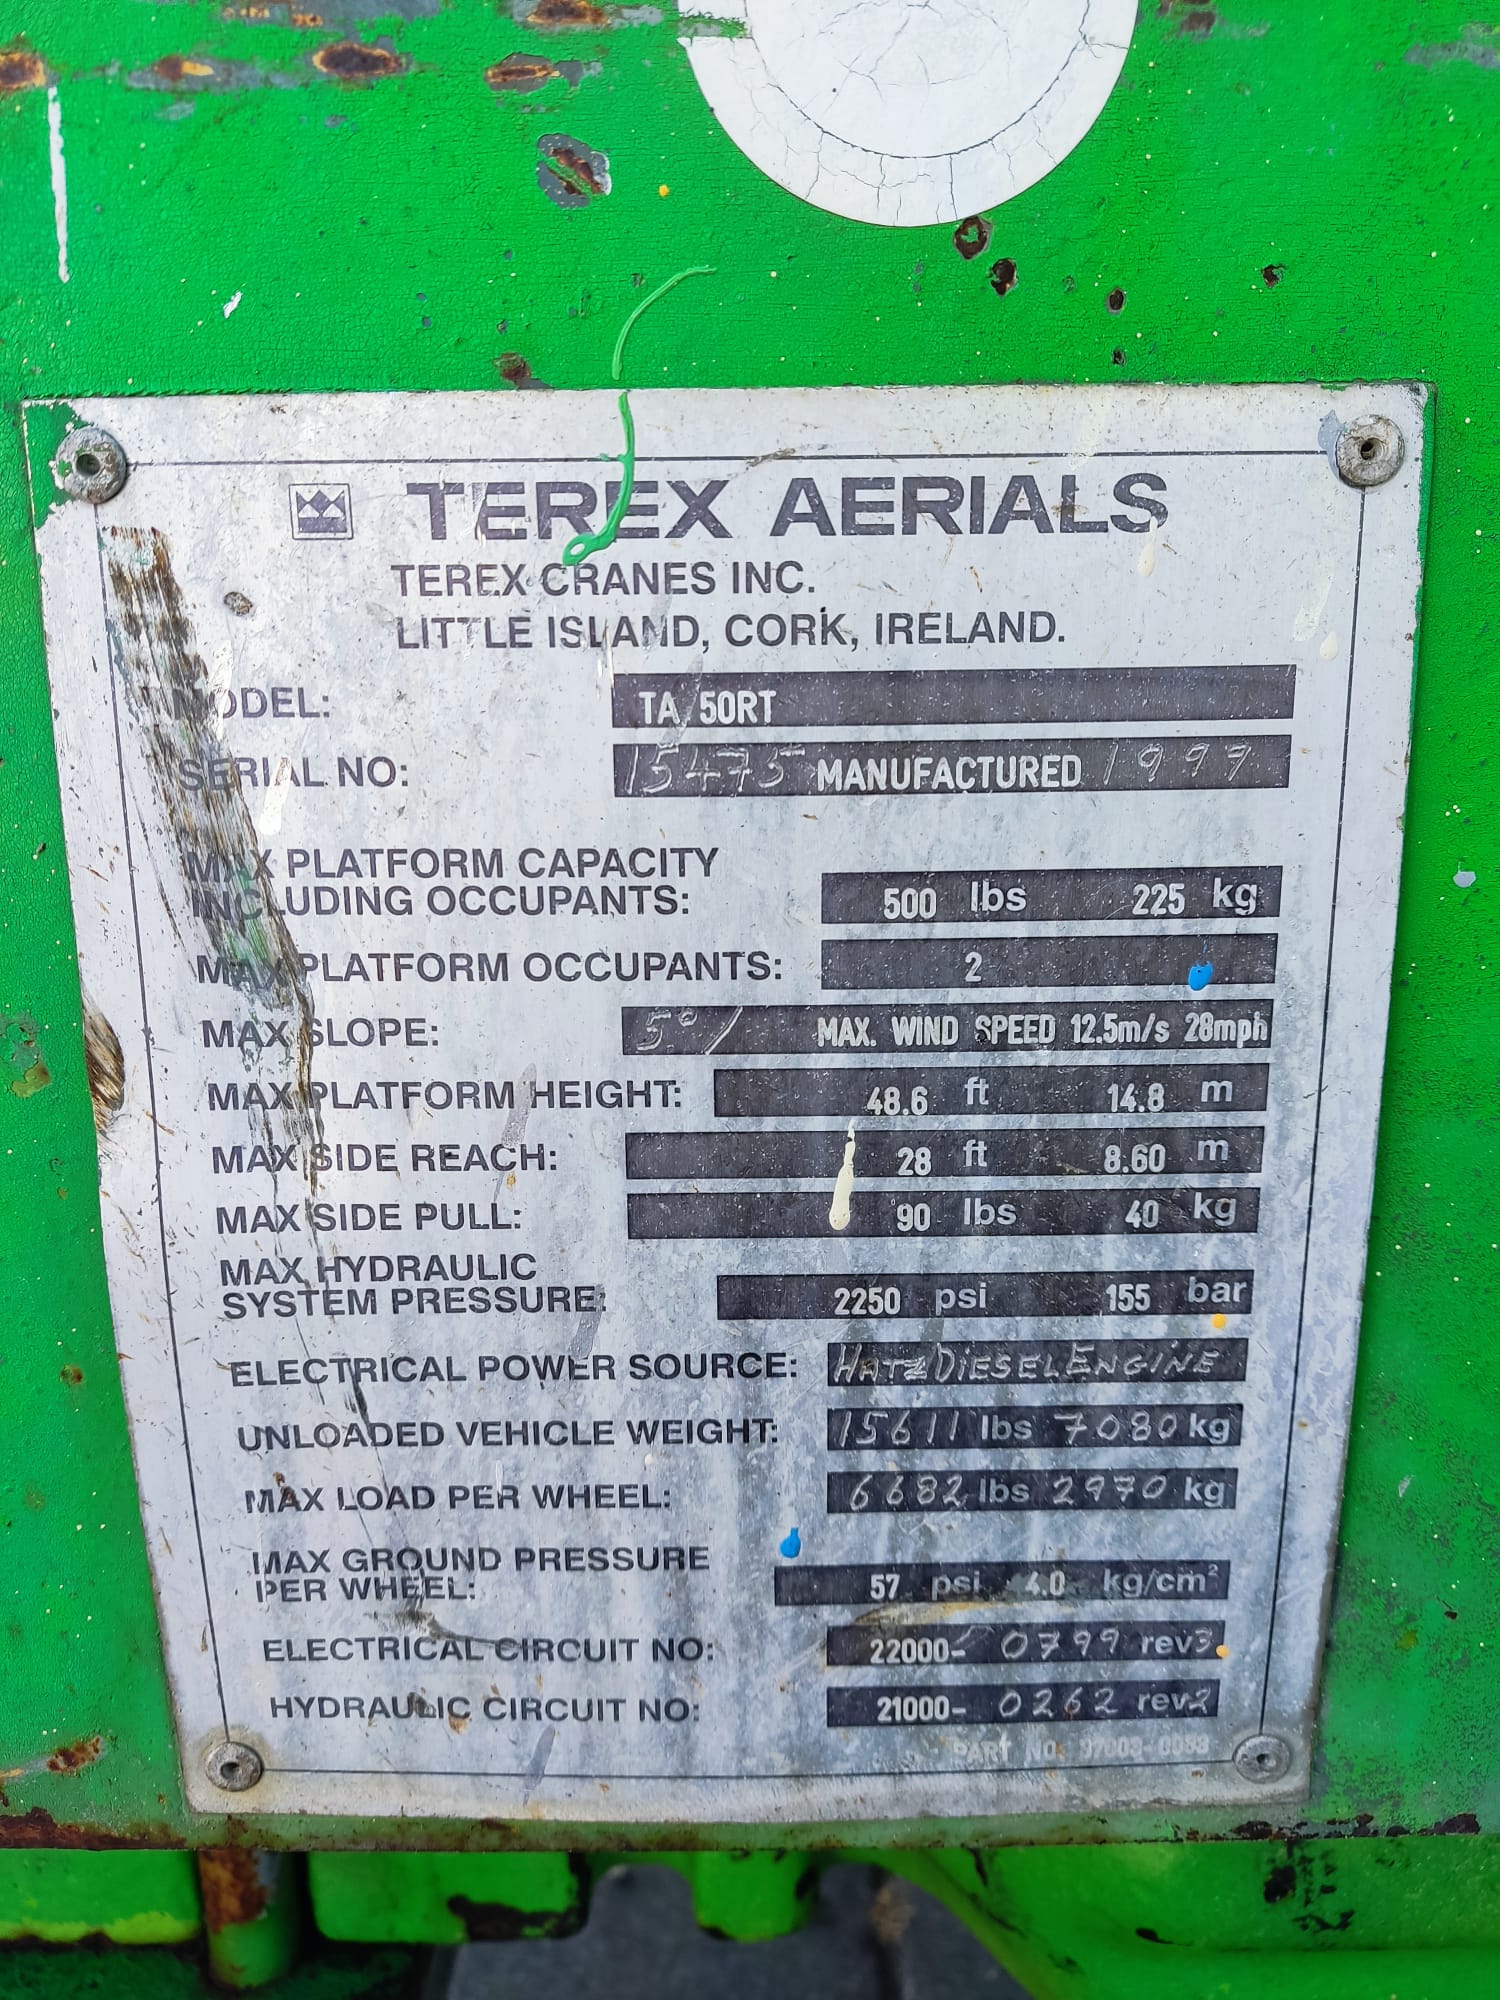 TEREX AERIALS
TEREX CRANES INC.
LITTLE ISLAND, CORK, IRELAND.
MODEL: TA 50RT
SERIAL NO: 15475 MANUFACTURED 1999
MAX PLATFORM CAPACITY
INCLUDING OCCUPANTS: 500 lbs 225 kg
MAX PLATFORM OCCUPANTS: 2
MAX SLOPE: 5°/ MAX. WIND SPEED 12.5m/s 28mph
MAX PLATFORM HEIGHT: 48.6 ft 14.8 m
MAX SIDE REACH: 28 ft 8.60 m
MAX SIDE PULL: 90 lbs 40 kg
MAX HYDRAULIC
SYSTEM PRESSURE: 2250 psi 155 bar
ELECTRICAL POWER SOURCE: HATZ DIESEL ENGINE
UNLOADED VEHICLE WEIGHT: 15611 lbs 7080 kg
MAX LOAD PER WHEEL: 6682 lbs 2970 kg
MAX GROUND PRESSURE
PER WHEEL: 57 psi 4.0 kg/cm²
ELECTRICAL CIRCUIT NO: 22000- 0799 rev3
HYDRAULIC CIRCUIT NO: 21000- 0262 rev2
PART NO: